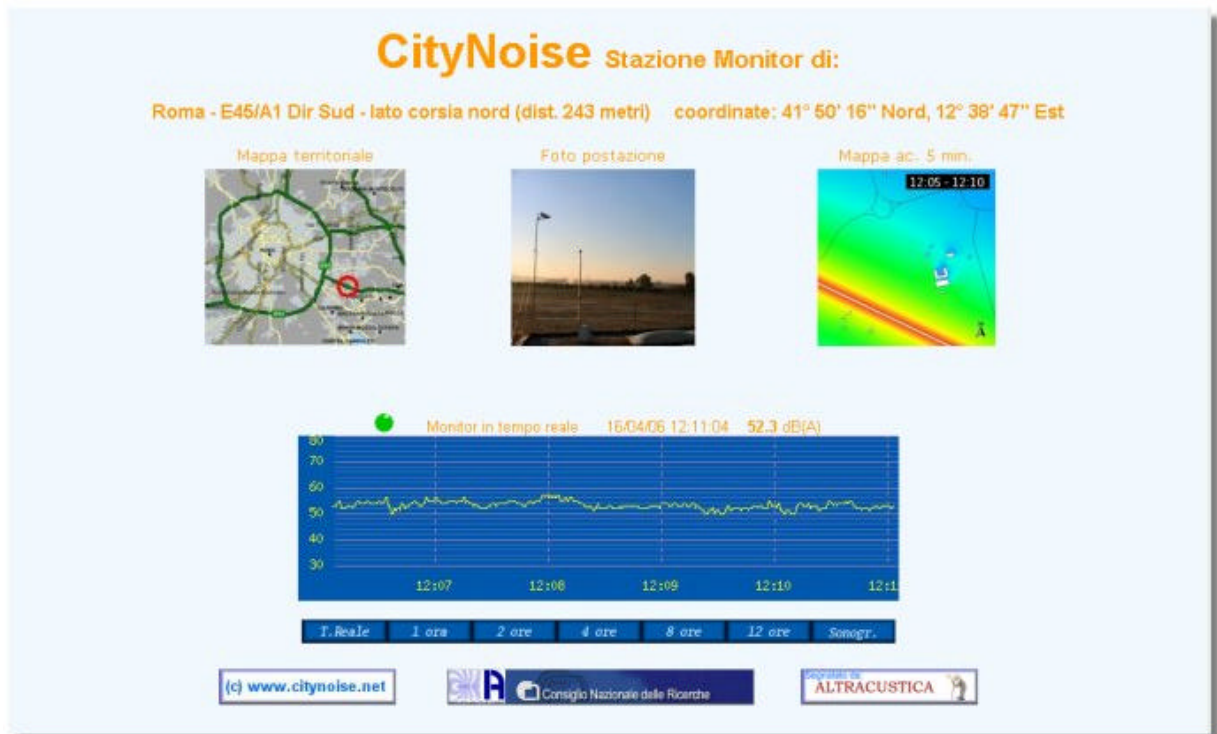 CityNoise Stazione Monitor di:
Roma - E45/A1 Dir Sud - lato corsia nord (dist. 243 metri) coordinate: 41° 50' 16" Nord, 12° 38' 47" Est
Mappa territoriale
Foto postazione
Mappa ac. 5 min.
12:05 - 12:10
Monitor in tempo reale 16/04/06 12:11:04 52.3 dB(A)
80
70
60
50
40
30
12:07 12:08 12:09 12:10 12:1
T.Reale 1 ora 2 ore 4 ore 8 ore 12 ore Sonogr.
(c) www.citynoise.net
A Consiglio Nazionale delle Ricerche
Segnalato da:
ALTRACUSTICA